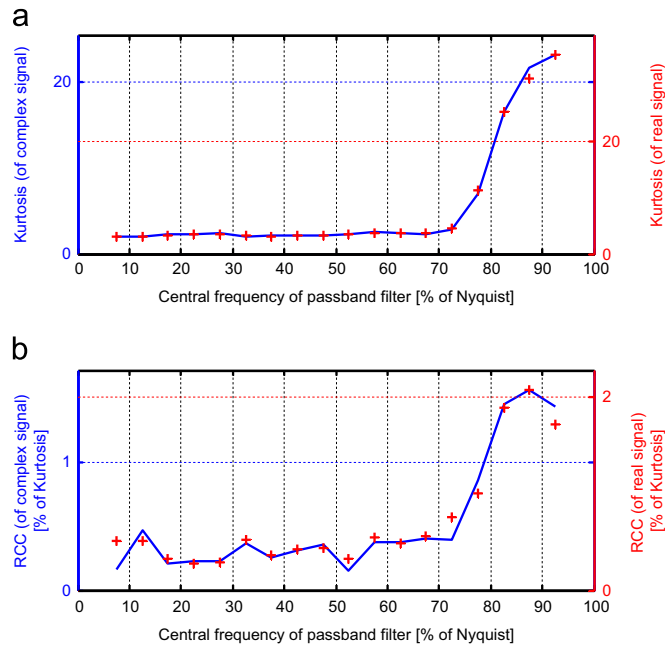 a
Kurtosis (of complex signal)
20
0
20
0
Kurtosis (of real signal)
0 10 20 30 40 50 60 70 80 90 100
Central frequency of passband filter [% of Nyquist]
b
RCC (of complex signal)
[% of Kurtosis]
1
0
2
0
RCC (of real signal)
[% of Kurtosis]
0 10 20 30 40 50 60 70 80 90 100
Central frequency of passband filter [% of Nyquist]